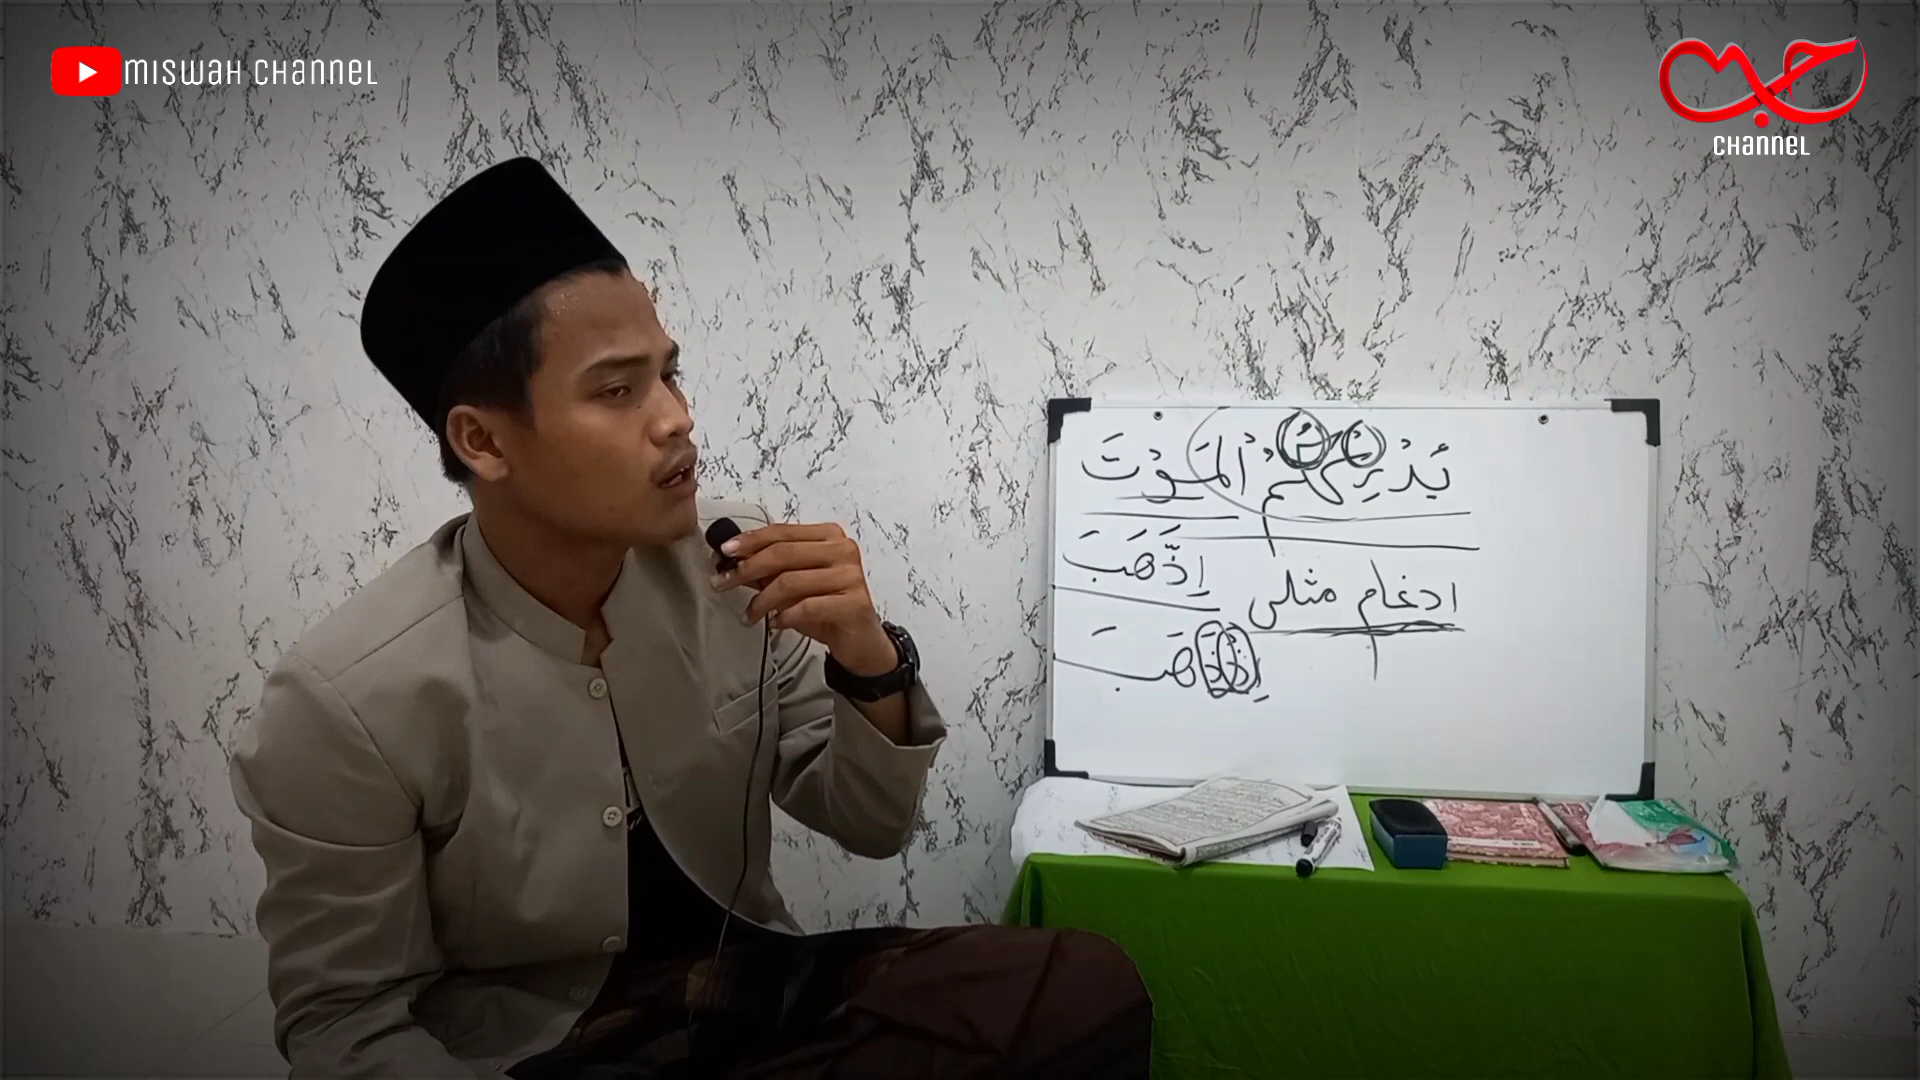 MISWAH CHANNEL
CHANNEL
يُدْرِكْهُمُ الْمَوْتَ
اِذَّهَبَ
ادغام مثلى
اِذْذَهَبَ